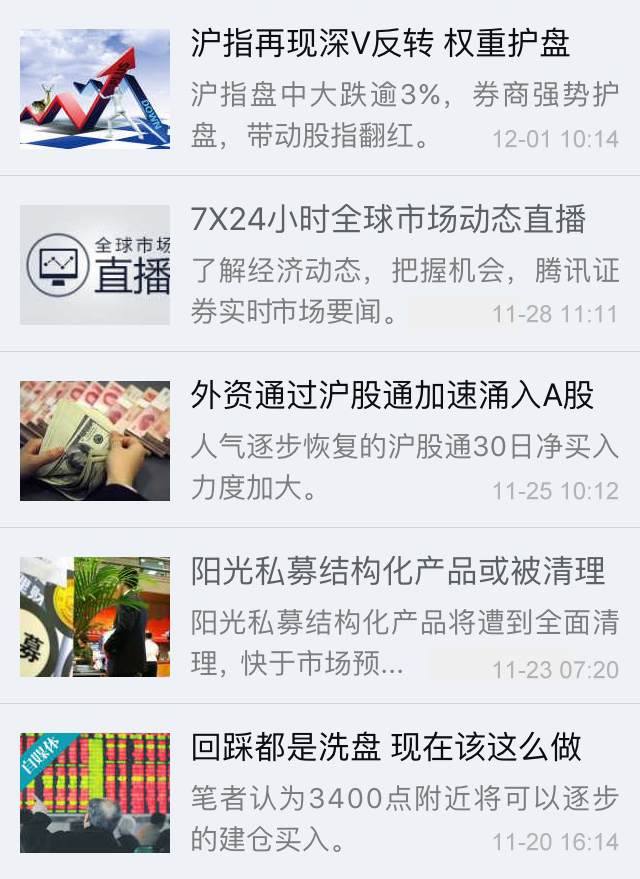 沪指再现深V反转 权重护盘
沪指盘中大跌逾3%，券商强势护
盘，带动股指翻红。
12-01 10:14
DOWN
全球市场
直播
7X24小时全球市场动态直播
了解经济动态，把握机会，腾讯证
券实时市场要闻。
11-28 11:11
外资通过沪股通加速涌入A股
人气逐步恢复的沪股通30日净买入
力度加大。
11-25 10:12
募
阳光私募结构化产品或被清理
阳光私募结构化产品将遭到全面清
理，快于市场预...
11-23 07:20
自媒体
回踩都是洗盘 现在该这么做
笔者认为3400点附近将可以逐步
的建仓买入。
11-20 16:14